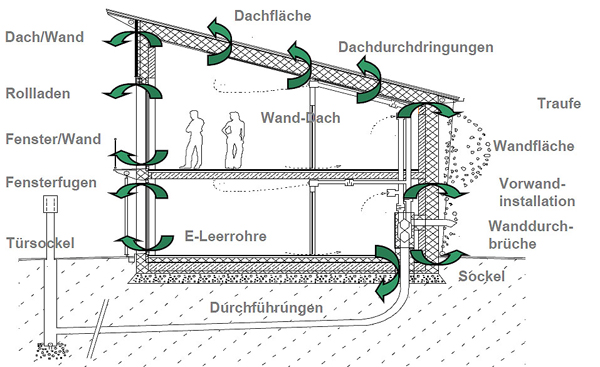 Dachfläche
Dach/Wand
Dachdurchdringungen
Rollladen
Traufe
Wand-Dach
Fenster/Wand
Wandfläche
Fensterfugen
Vorwand-
installation
Wanddurch-
brüche
Türsockel
E-Leerrohre
Sockel
Durchführungen